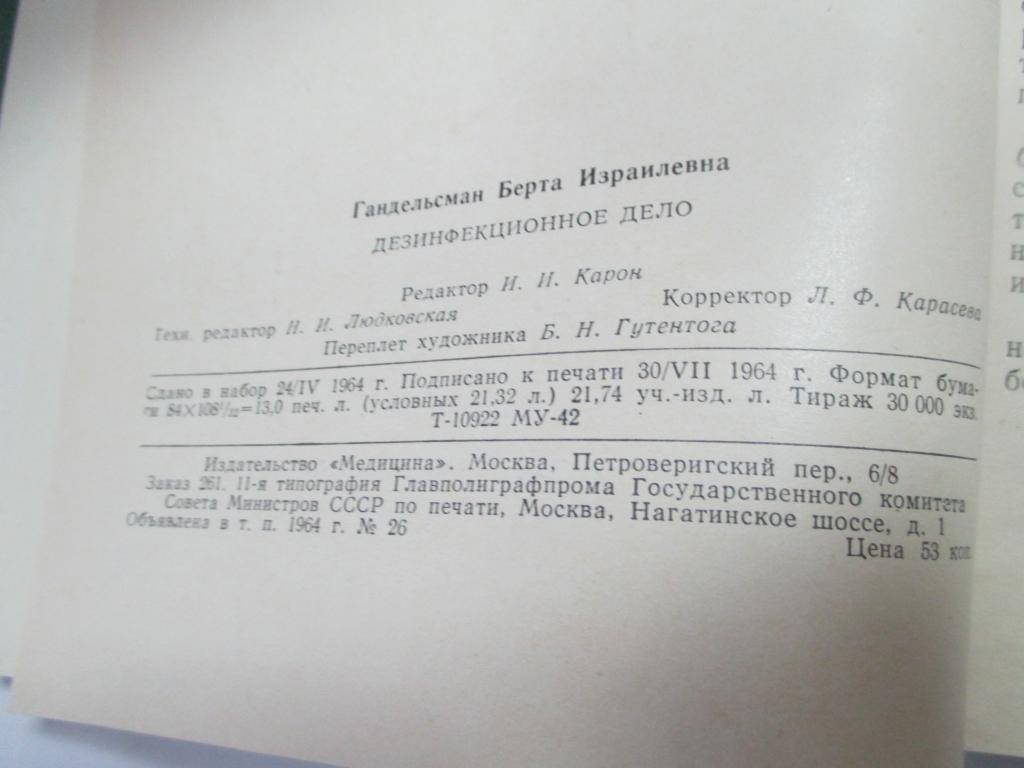 Гандельсман Берта Израилевна
ДЕЗИНФЕКЦИОННОЕ ДЕЛО
Редактор И. И. Карон
Техн. редактор Н. И. Людковская
Корректор Л. Ф. Карасева
Переплет художника Б. Н. Гутентога
Сдано в набор 24/IV 1964 г. Подписано к печати 30/VII 1964 г. Формат бума-
ги 84×108¹/₃₂=13,0 печ. л. (условных 21,32 л.) 21,74 уч.-изд. л. Тираж 30 000 экз.
Т-10922 МУ-42
Издательство «Медицина». Москва, Петроверигский пер., 6/8
Заказ 261. 11-я типография Главполиграфпрома Государственного комитета
Совета Министров СССР по печати, Москва, Нагатинское шоссе, д. 1
Объявлена в т. п. 1964 г. № 26
Цена 53 коп.